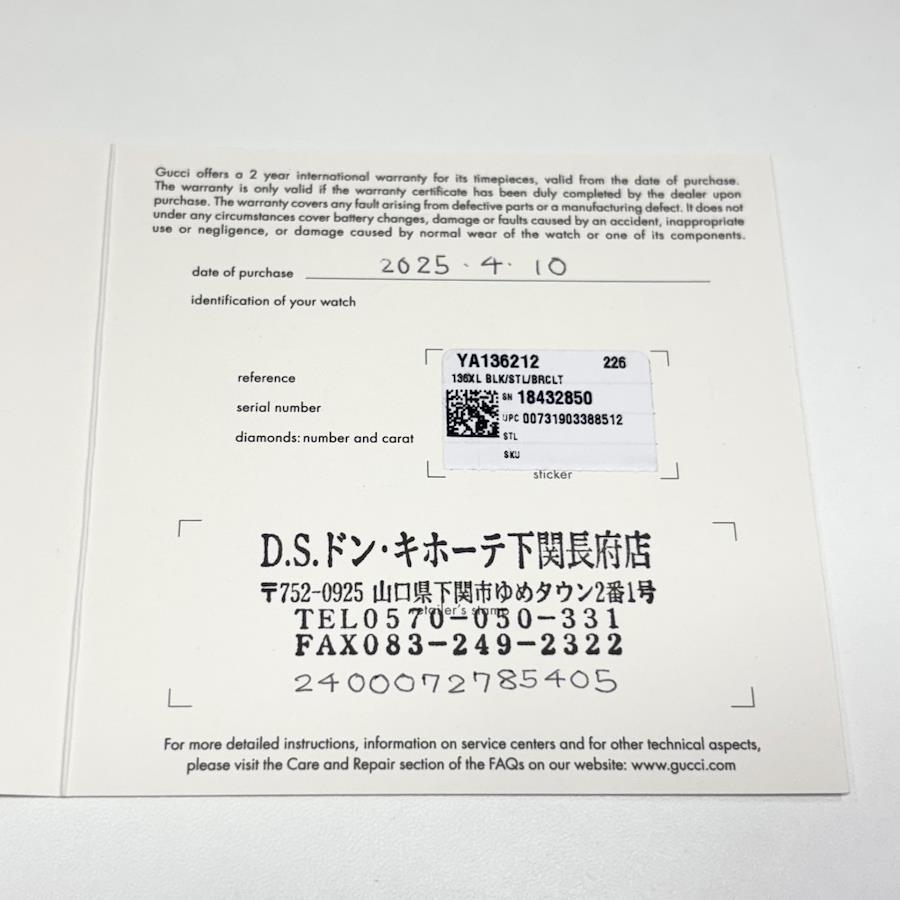 Gucci offers a 2 year international warranty for its timepieces, valid from the date of purchase.
The warranty is only valid if the warranty certificate has been duly completed by the dealer upon
purchase. The warranty covers any fault arising from defective parts or a manufacturing defect. It does not
under any circumstances cover battery changes, damage or faults caused by an accident, inappropriate
use or negligence, or damage caused by normal wear of the watch or one of its components.
date of purchase 2025.4.10
identification of your watch
YA136212 226
reference 136XL BLK/STL/BRCLT
serial number SN 18432850
UPC 00731903388512
diamonds: number and carat STL
SKU
sticker
D.S.ドン・キホーテ下関長府店
〒752-0925 山口県下関市ゆめタウン2番1号
retailer's stamp
TEL0570-050-331
FAX083-249-2322
2400072785405
For more detailed instructions, information on service centers and for other technical aspects,
please visit the Care and Repair section of the FAQs on our website: www.gucci.com